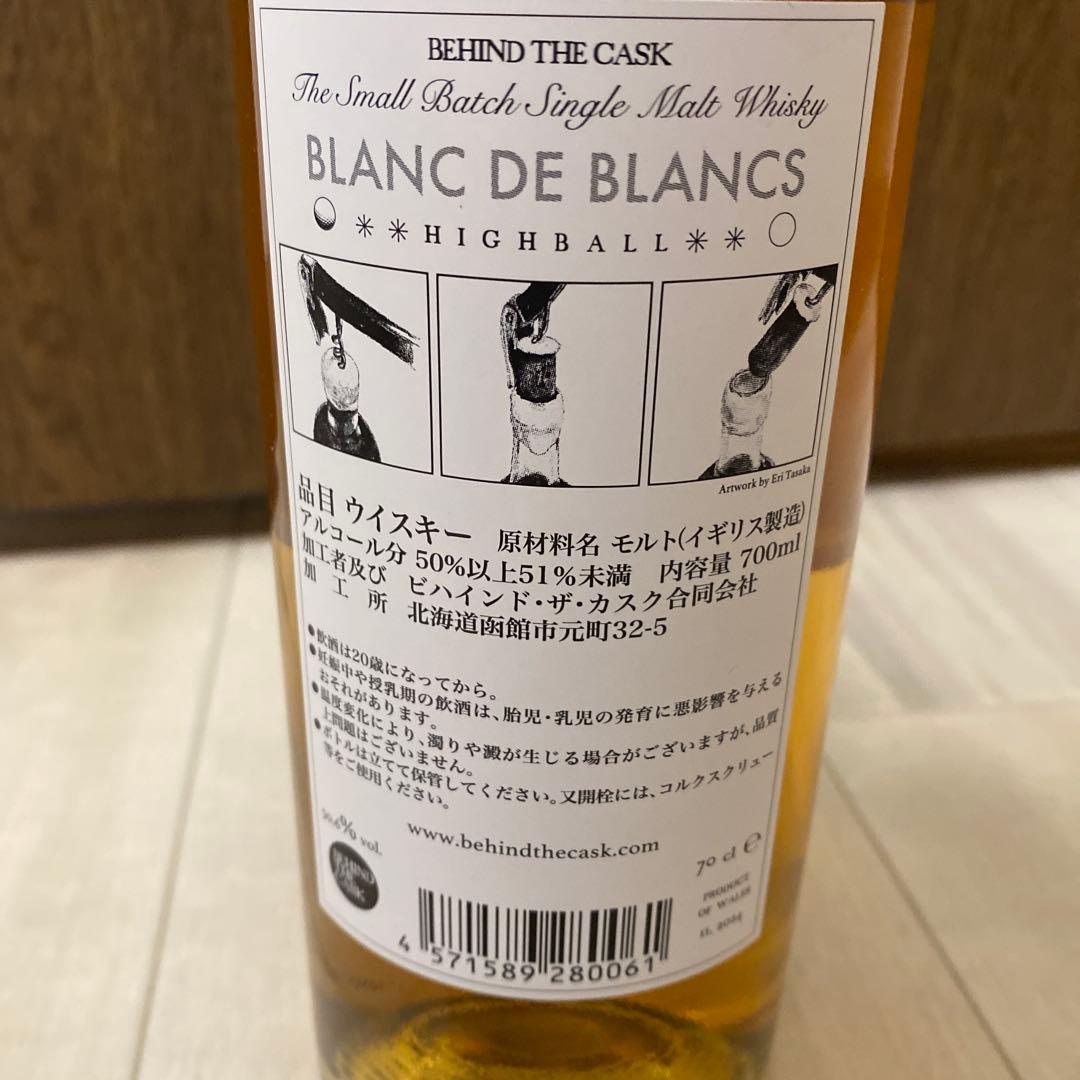 BEHIND THE CASK
The Small Batch Single Malt Whisky
BLANC DE BLANCS
✳✳HIGHBALL✳✳
Artwork by Eri Tasaka
品目 ウイスキー 原材料名 モルト(イギリス製造)
アルコール分 50%以上51%未満 内容量 700ml
加工者及び ビハインド・ザ・カスク合同会社
加工所 北海道函館市元町32-5
●飲酒は20歳になってから。
●妊娠中や授乳期の飲酒は、胎児・乳児の発育に悪影響を与える
おそれがあります。
●温度変化により、濁りや澱が生じる場合がございますが、品質
上問題はございません。
●ボトルは立てて保管してください。又開栓には、コルクスクリュー
等をご使用ください。
50.6% vol.
www.behindthecask.com
70 cl e
BEHIND
THE
CASK
PRODUCE
OF WALES
4 571589 280061